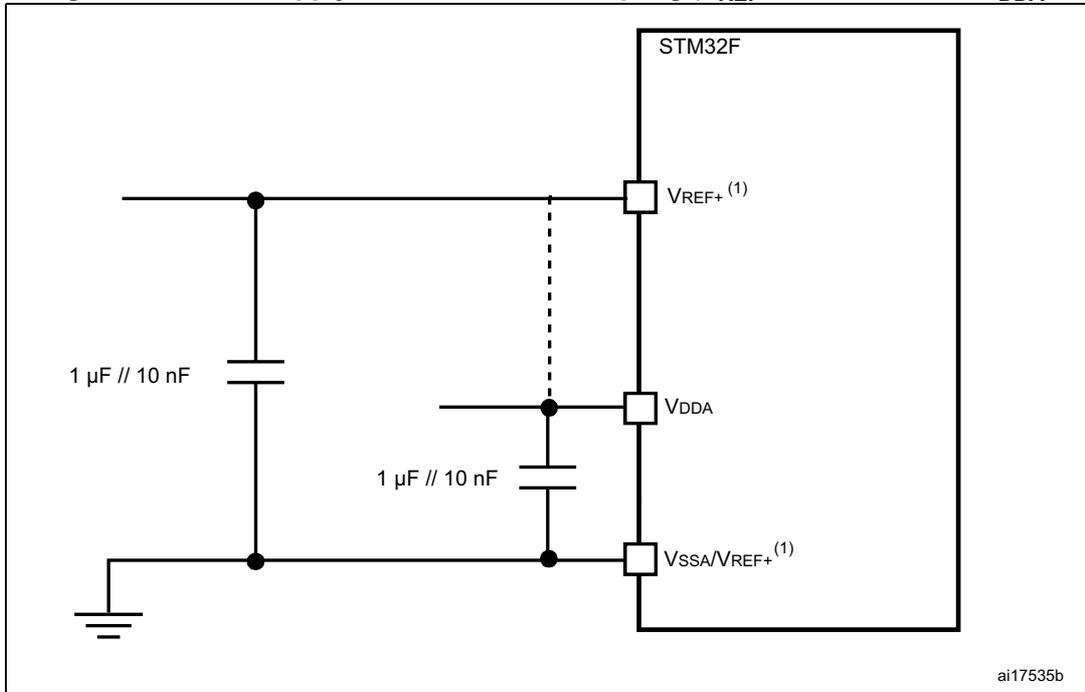 STM32F
VREF+ (1)
1 µF // 10 nF
VDDA
1 µF // 10 nF
VSSA/VREF+ (1)
ai17535b